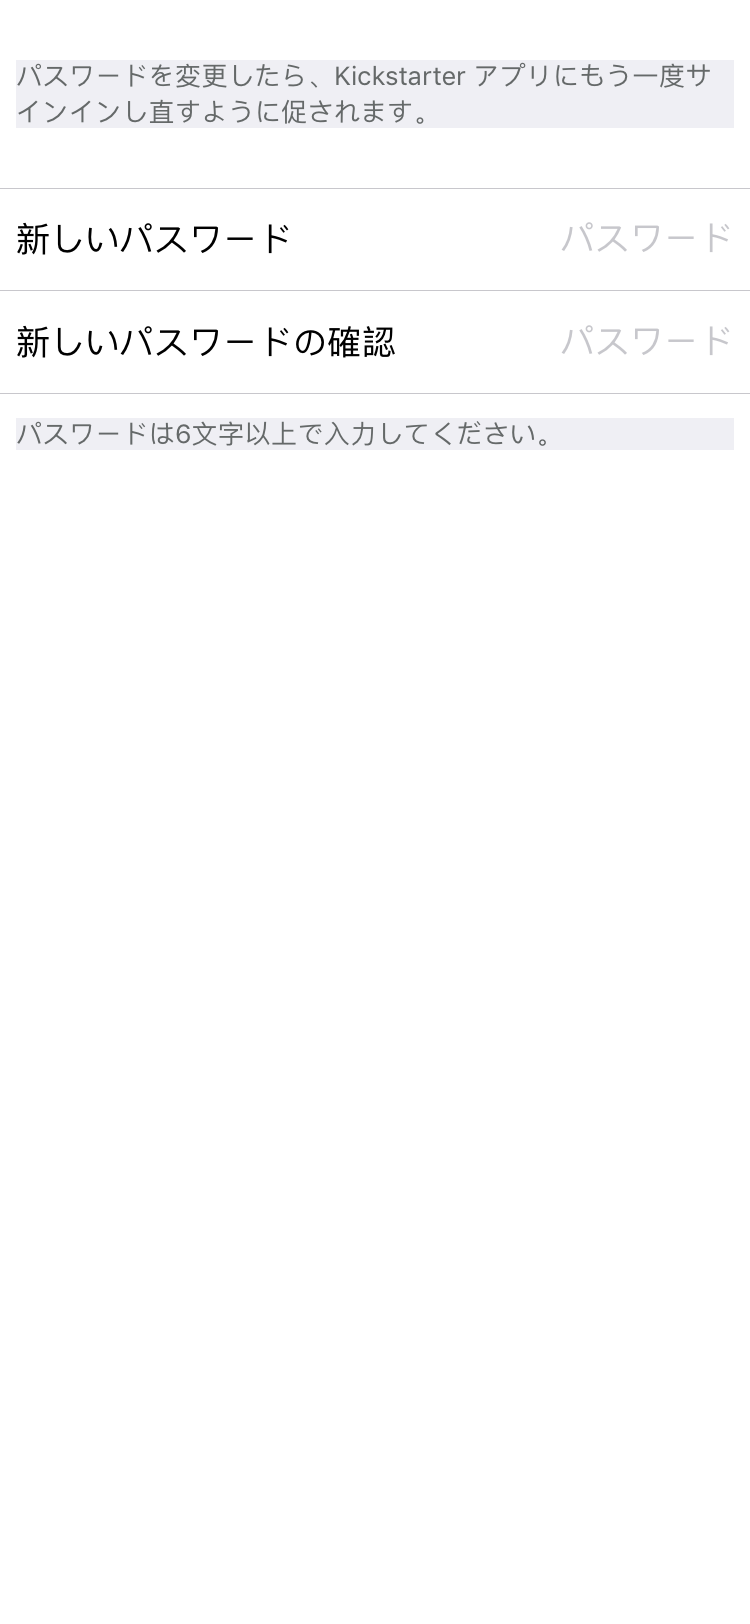 パスワードを変更したら、Kickstarter アプリにもう一度サ
インインし直すように促されます。
新しいパスワード パスワード
新しいパスワードの確認 パスワード
パスワードは6文字以上で入力してください。